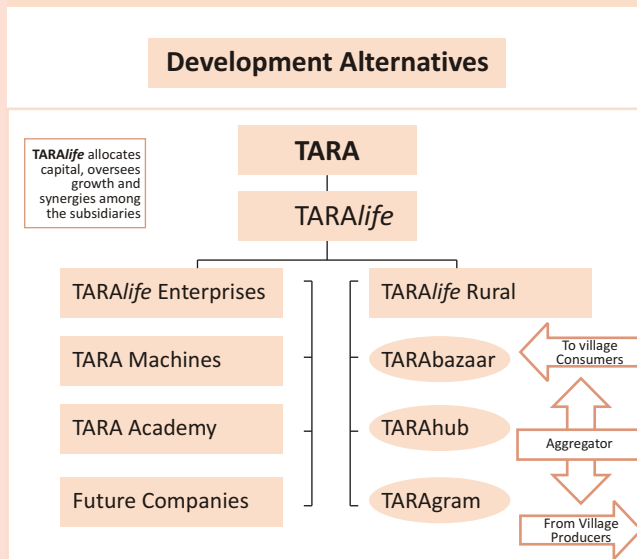 Development Alternatives
TARAlife allocates
capital, oversees
growth and
synergies among
the subsidiaries
TARA
TARAlife
TARAlife Enterprises
TARA Machines
TARA Academy
Future Companies
TARAlife Rural
TARAbazaar
TARAhub
TARAgram
To village
Consumers
Aggregator
From Village
Producers